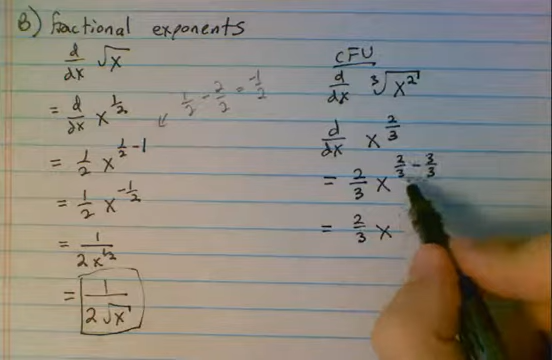 B) fractional exponents
d/dx √x
= d/dx x^(1/2)
1/2 - 2/2 = -1/2
= 1/2 x^(1/2 - 1)
= 1/2 x^(-1/2)
= 1/(2x^(1/2))
= 1/(2√x)
CFU
d/dx ∛(x²)
d/dx x^(2/3)
= 2/3 x^(2/3 - 3/3)
= 2/3 x